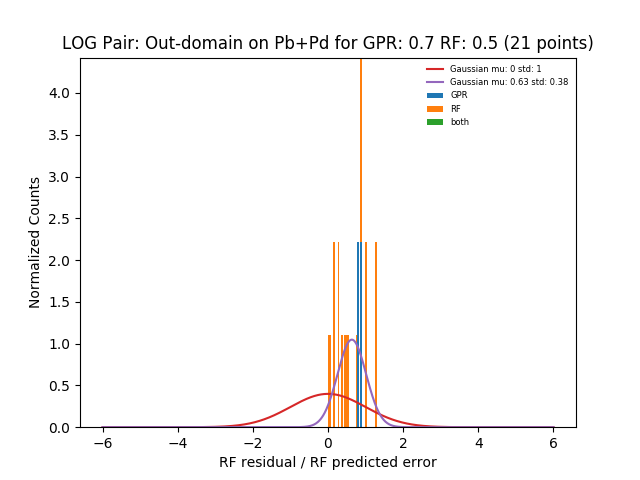 LOG Pair: Out-domain on Pb+Pd for GPR: 0.7 RF: 0.5 (21 points)
Gaussian mu: 0 std: 1
Gaussian mu: 0.63 std: 0.38
GPR
RF
both
Normalized Counts
4.0
3.5
3.0
2.5
2.0
1.5
1.0
0.5
0.0
−6 −4 −2 0 2 4 6
RF residual / RF predicted error